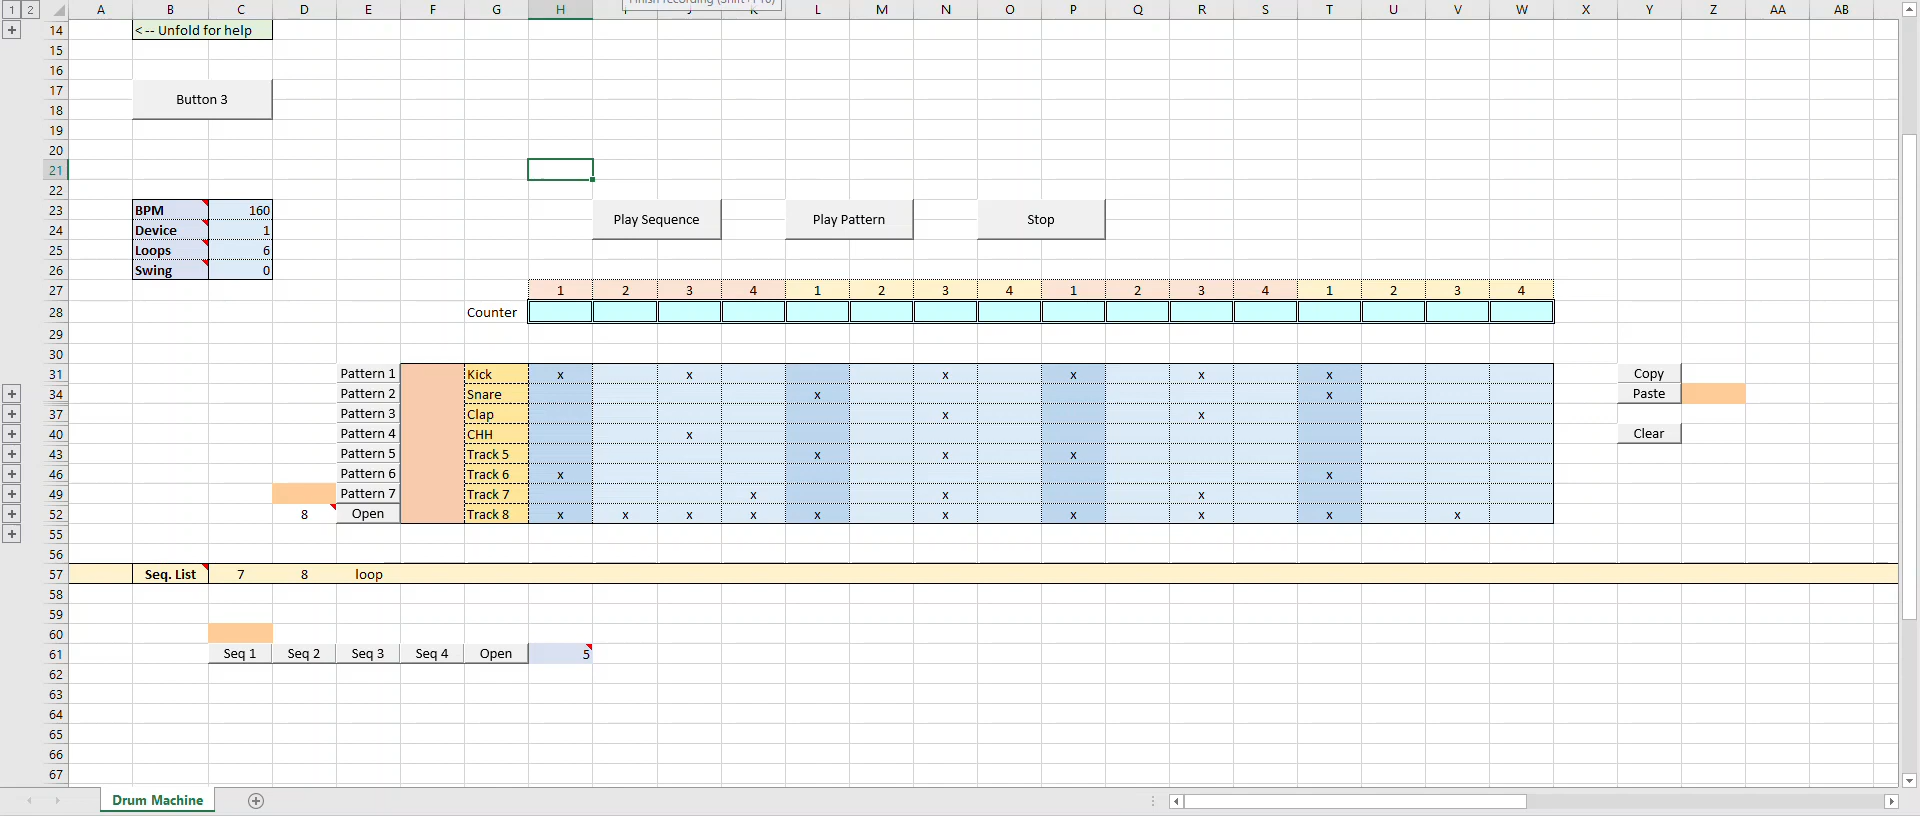 1 2 A B C D E F G H I J K L M N O P Q R S T U V W X Y Z AA AB
Finish recording (Shift+F10)
14 < -- Unfold for help
15
16
17
Button 3
18
19
20
21
22
23 BPM 160
Play Sequence Play Pattern Stop
24 Device 1
25 Loops 6
26 Swing 0
27 1 2 3 4 1 2 3 4 1 2 3 4 1 2 3 4
28 Counter
29
30
31 Pattern 1 Kick x x x x x x Copy
34 Pattern 2 Snare x x Paste
37 Pattern 3 Clap x x
40 Pattern 4 CHH x Clear
43 Pattern 5 Track 5 x x x
46 Pattern 6 Track 6 x x
49 Pattern 7 Track 7 x x x
52 8 Open Track 8 x x x x x x x x x x
55
56
57 Seq. List 7 8 loop
58
59
60
61 Seq 1 Seq 2 Seq 3 Seq 4 Open 5
62
63
64
65
66
67
Drum Machine